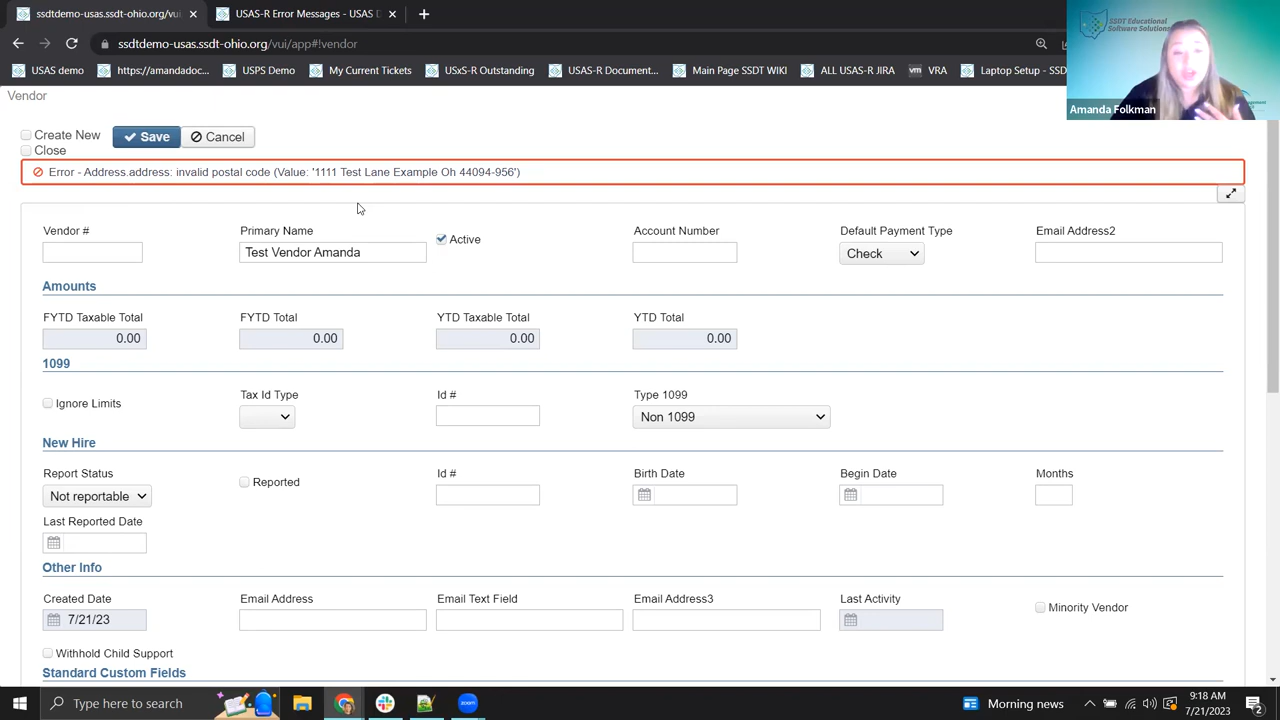 ssdtdemo-usas.ssdt-ohio.org/vui
USAS-R Error Messages - USAS D
ssdtdemo-usas.ssdt-ohio.org/vui/app#!vendor
USAS demo
https://amandadoc...
USPS Demo
My Current Tickets
USxS-R Outstanding
USAS-R Document...
Main Page SSDT WIKI
ALL USAS-R JIRA
vm VRA
Laptop Setup - SSD
SSDT Educational
Software Solutions
Amanda Folkman
Vendor
Create New
Save
Cancel
Close
Error - Address.address: invalid postal code (Value: '1111 Test Lane Example Oh 44094-956')
Vendor #
Primary Name
Active
Account Number
Default Payment Type
Email Address2
Test Vendor Amanda
Check
Amounts
FYTD Taxable Total
FYTD Total
YTD Taxable Total
YTD Total
0.00
0.00
0.00
0.00
1099
Ignore Limits
Tax Id Type
Id #
Type 1099
Non 1099
New Hire
Report Status
Reported
Id #
Birth Date
Begin Date
Months
Not reportable
Last Reported Date
Other Info
Created Date
Email Address
Email Text Field
Email Address3
Last Activity
Minority Vendor
7/21/23
Withhold Child Support
Standard Custom Fields
Type here to search
Morning news
9:18 AM
7/21/2023
2